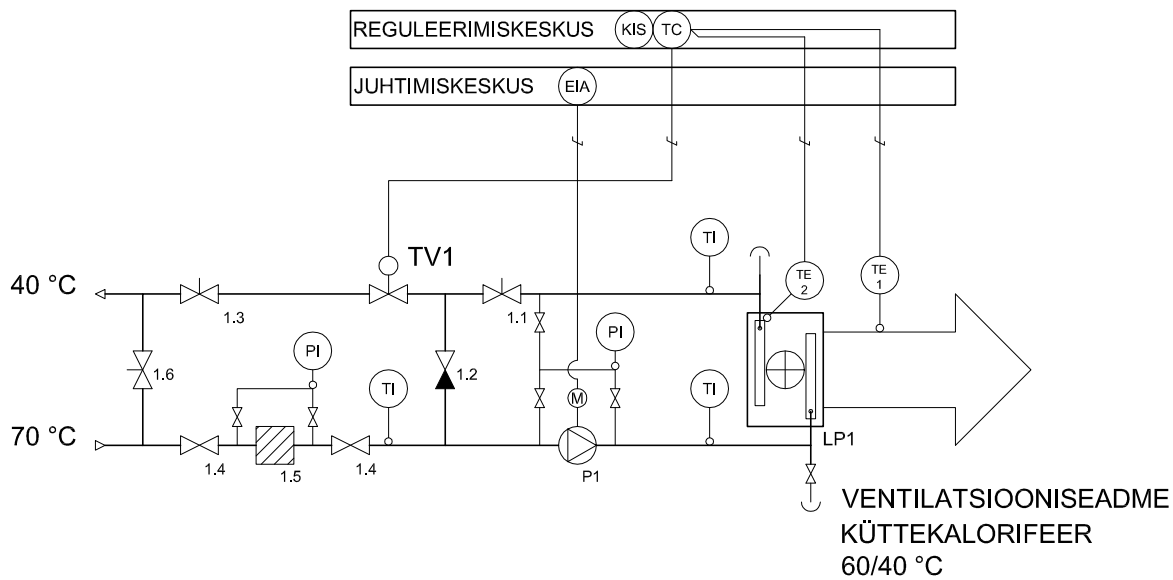 REGULEERIMISKESKUS KIS TC
JUHTIMISKESKUS EIA
TV1
TI
TE
2
TE
1
40 °C
1.3
1.1
PI
PI
1.6
1.2
TI
M
TI
70 °C
1.4
1.5
1.4
P1
LP1
VENTILATSIOONISEADME
KÜTTEKALORIFEER
60/40 °C